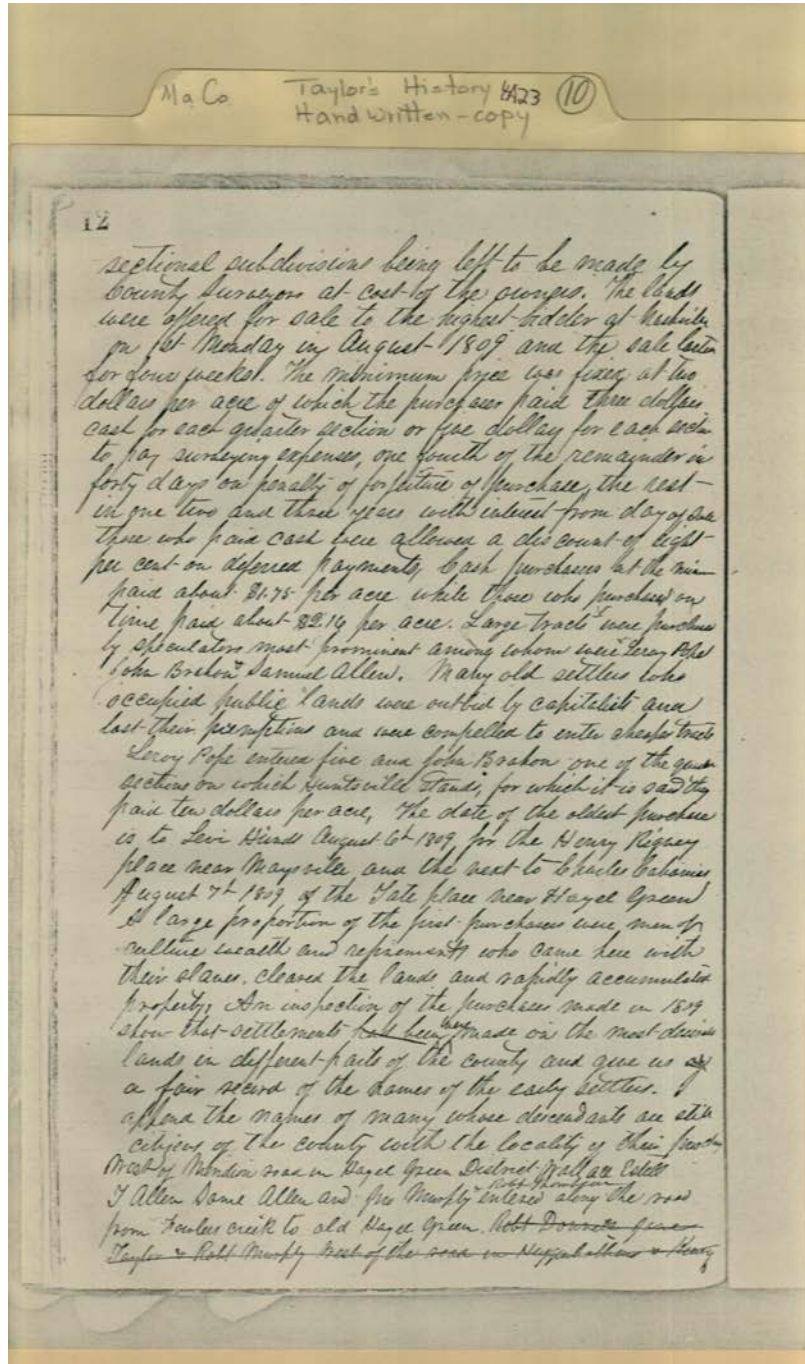 Ma Co Taylor's History 4A23 10
Handwritten - copy
12
sectional subdivisions being left to be made by
County Surveyors at cost of the owners. The lands
were offered for sale to the highest bidder at Nashville
on 1st Monday in August 1809 and the sale
for four weeks. The minimum price was fixed at two
dollars per acre of which the purchaser paid three dollars
cash for each quarter section or five dollars for each section
to pay surveying expenses, one fourth of the remainder in
forty days on penalty of forfeiture of purchase, the rest
in one two and three years with interest from day of sale
those who paid cash were allowed a discount of eight
per cent on deferred payments, Cash purchasers at the
paid about $1.75 per acre while those who purchased on
time paid about per acre. Large tracts were purchased
by speculators most prominent among whom were Leroy Pope
John Brahon Samuel Allen. Many old settlers who
occupied public lands were outbid by capitalists and
lost their and were compelled to enter cheaper tracts
Leroy Pope entered five and John Brahon one of the
sections on which Huntsville stands, for which it is said they
paid ten dollars per acre, The date of the oldest purchase
is to Levi Hinds August 6th 1809 for the Henry Rigney
place near Maysville and the next to Charles Cabaniss
August 7th 1809 of the Tate place near Hazel Green
A large proportion of the first purchasers were men of
culture wealth and refinement who came here with
their slaves, cleared the lands and rapidly accumulated
property, An inspection of the purchases made in 1809
show that settlements had been made on the most
lands in different parts of the county and give us
a fair record of the names of the early settlers. I
append the names of many whose descendants are still
citizens of the county with the locality of their
West of Meridian road in Hazel Green District Wallace Estill
Robt Thompson
J Allen Allen and Jno Murphy entered along the road
from creek to old Hazel Green. Robt
Taylor & Robt Murphy West of the road in & Henry